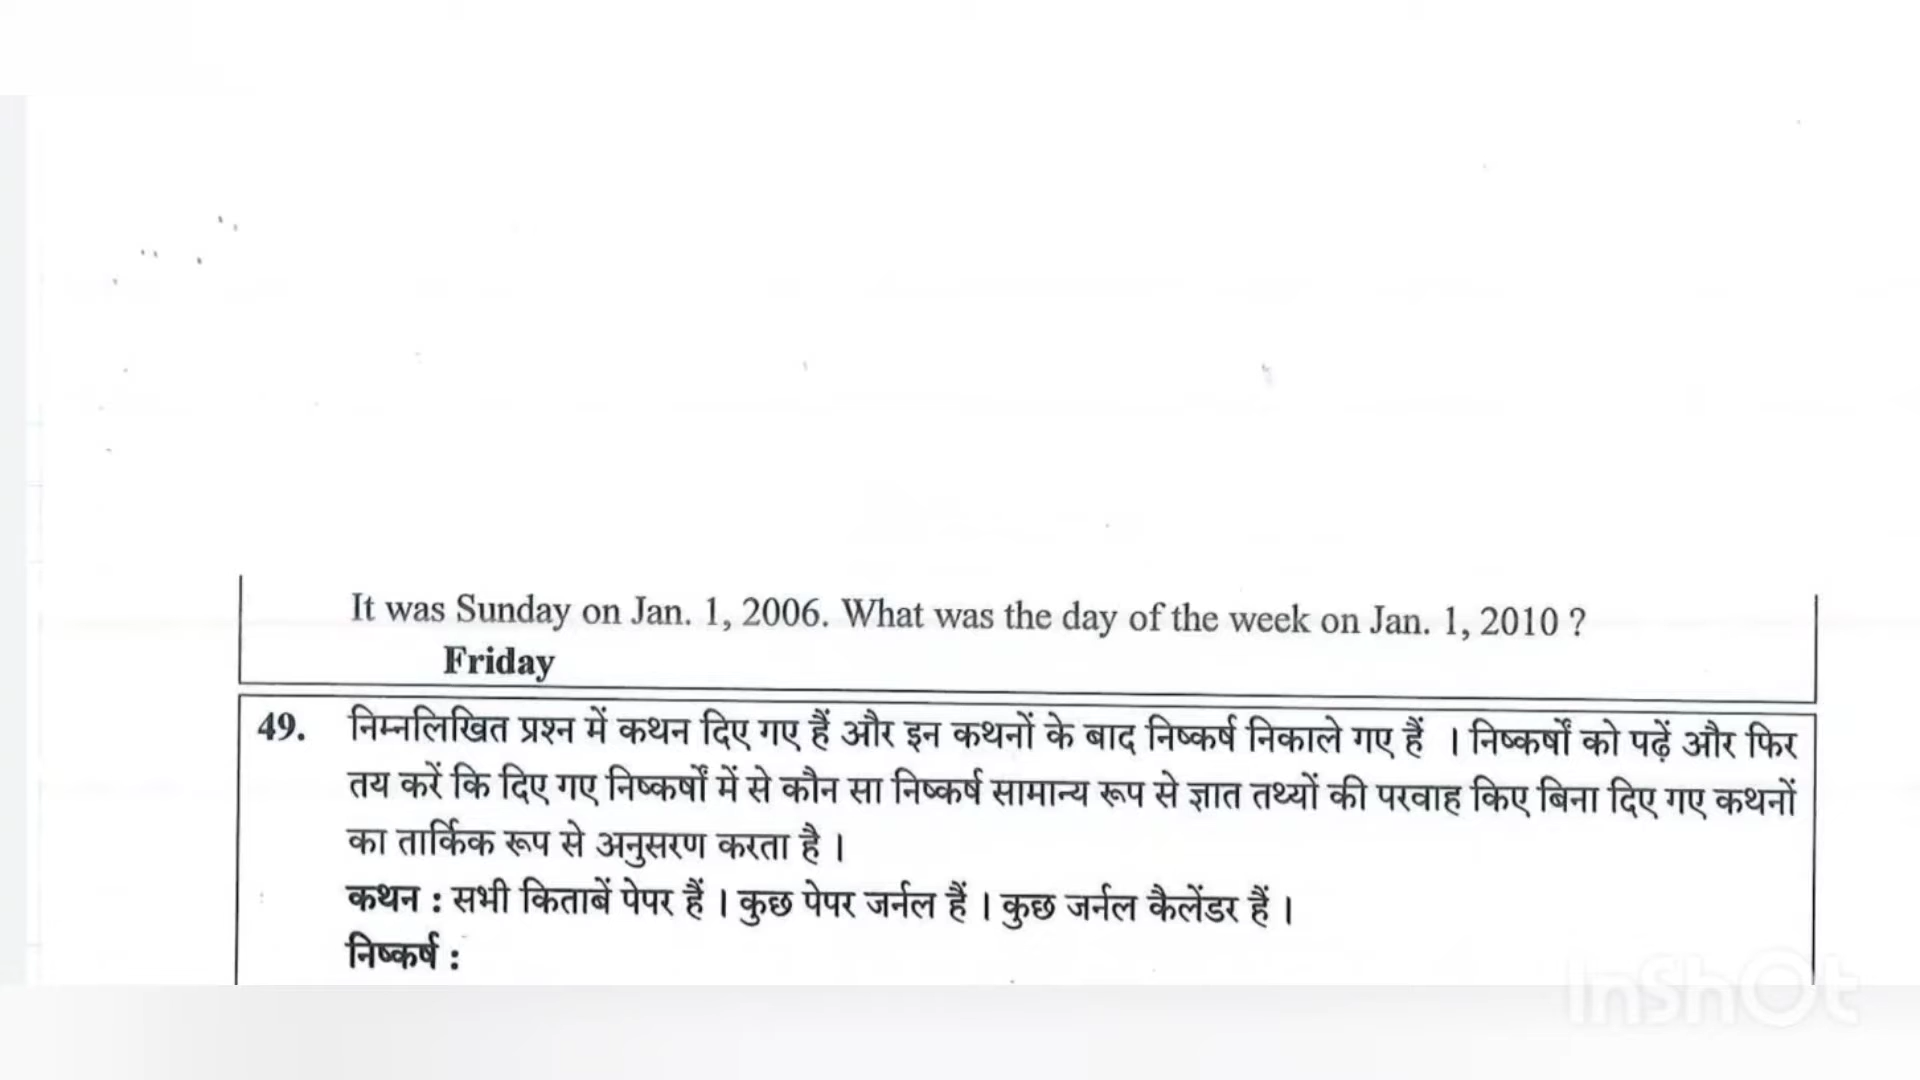 It was Sunday on Jan. 1, 2006. What was the day of the week on Jan. 1, 2010 ?
Friday
49. निम्नलिखित प्रश्न में कथन दिए गए हैं और इन कथनों के बाद निष्कर्ष निकाले गए हैं । निष्कर्षों को पढ़ें और फिर
तय करें कि दिए गए निष्कर्षों में से कौन सा निष्कर्ष सामान्य रूप से ज्ञात तथ्यों की परवाह किए बिना दिए गए कथनों
का तार्किक रूप से अनुसरण करता है ।
कथन : सभी किताबें पेपर हैं । कुछ पेपर जर्नल हैं । कुछ जर्नल कैलेंडर हैं ।
निष्कर्ष :
InShOt